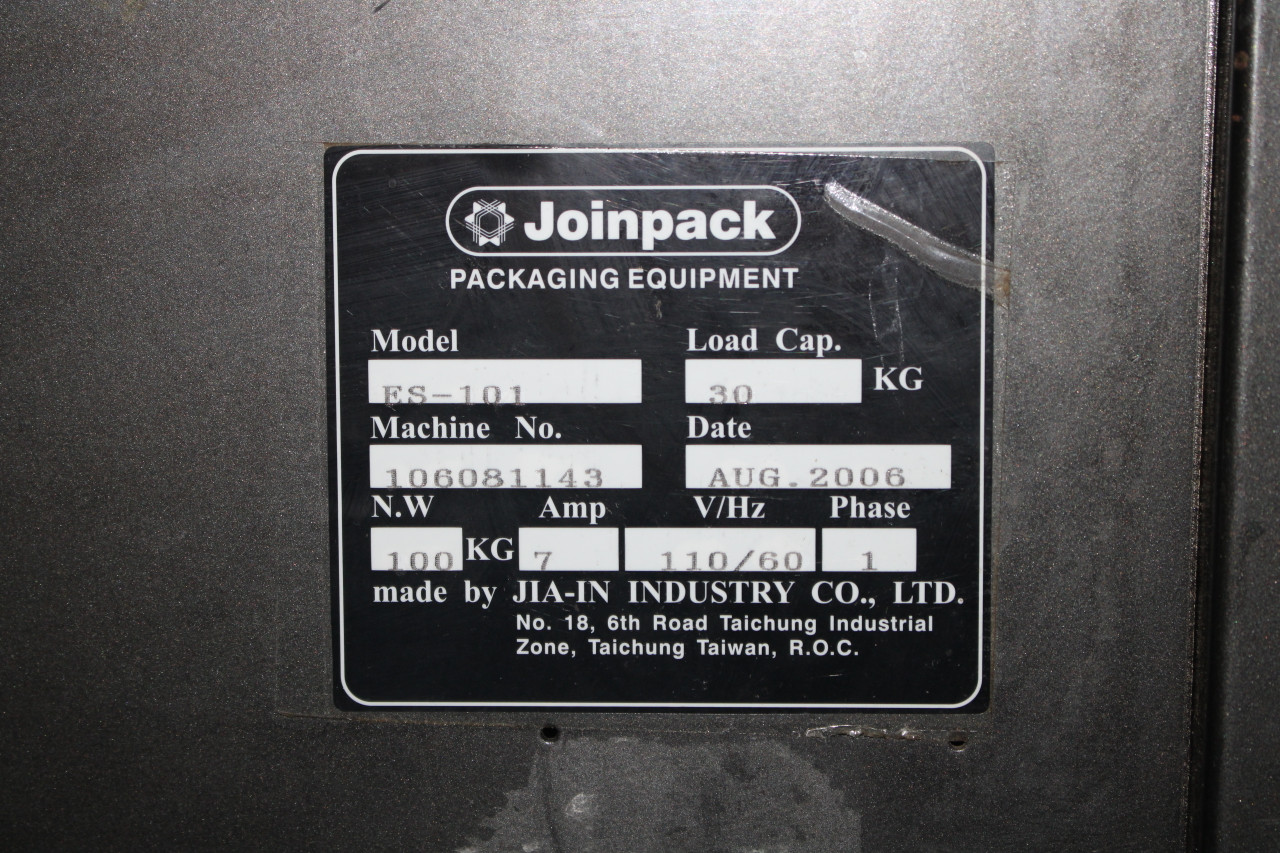 Joinpack
PACKAGING EQUIPMENT
Model Load Cap.
ES-101 30 KG
Machine No. Date
106081143 AUG.2006
N.W Amp V/Hz Phase
100 KG 7 110/60 1
made by JIA-IN INDUSTRY CO., LTD.
No. 18, 6th Road Taichung Industrial
Zone, Taichung Taiwan, R.O.C.